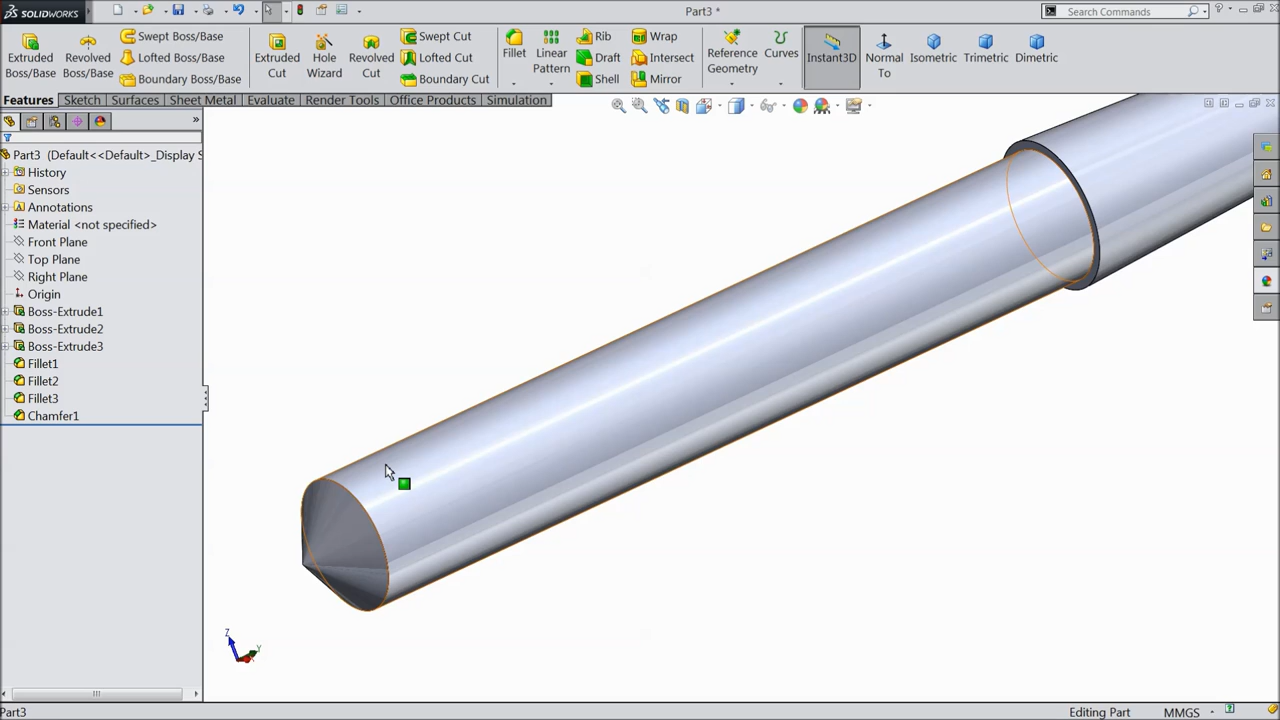 SOLIDWORKS
Part3 *
Search Commands
Extruded Boss/Base
Revolved Boss/Base
Swept Boss/Base
Lofted Boss/Base
Boundary Boss/Base
Extruded Cut
Hole Wizard
Revolved Cut
Swept Cut
Lofted Cut
Boundary Cut
Fillet
Linear Pattern
Rib
Draft
Shell
Wrap
Intersect
Mirror
Reference Geometry
Curves
Instant3D
Normal To
Isometric
Trimetric
Dimetric
Features
Sketch
Surfaces
Sheet Metal
Evaluate
Render Tools
Office Products
Simulation
Part3 (Default<<Default>_Display S
History
Sensors
Annotations
Material <not specified>
Front Plane
Top Plane
Right Plane
Origin
Boss-Extrude1
Boss-Extrude2
Boss-Extrude3
Fillet1
Fillet2
Fillet3
Chamfer1
Z
Y
Part3
Editing Part
MMGS